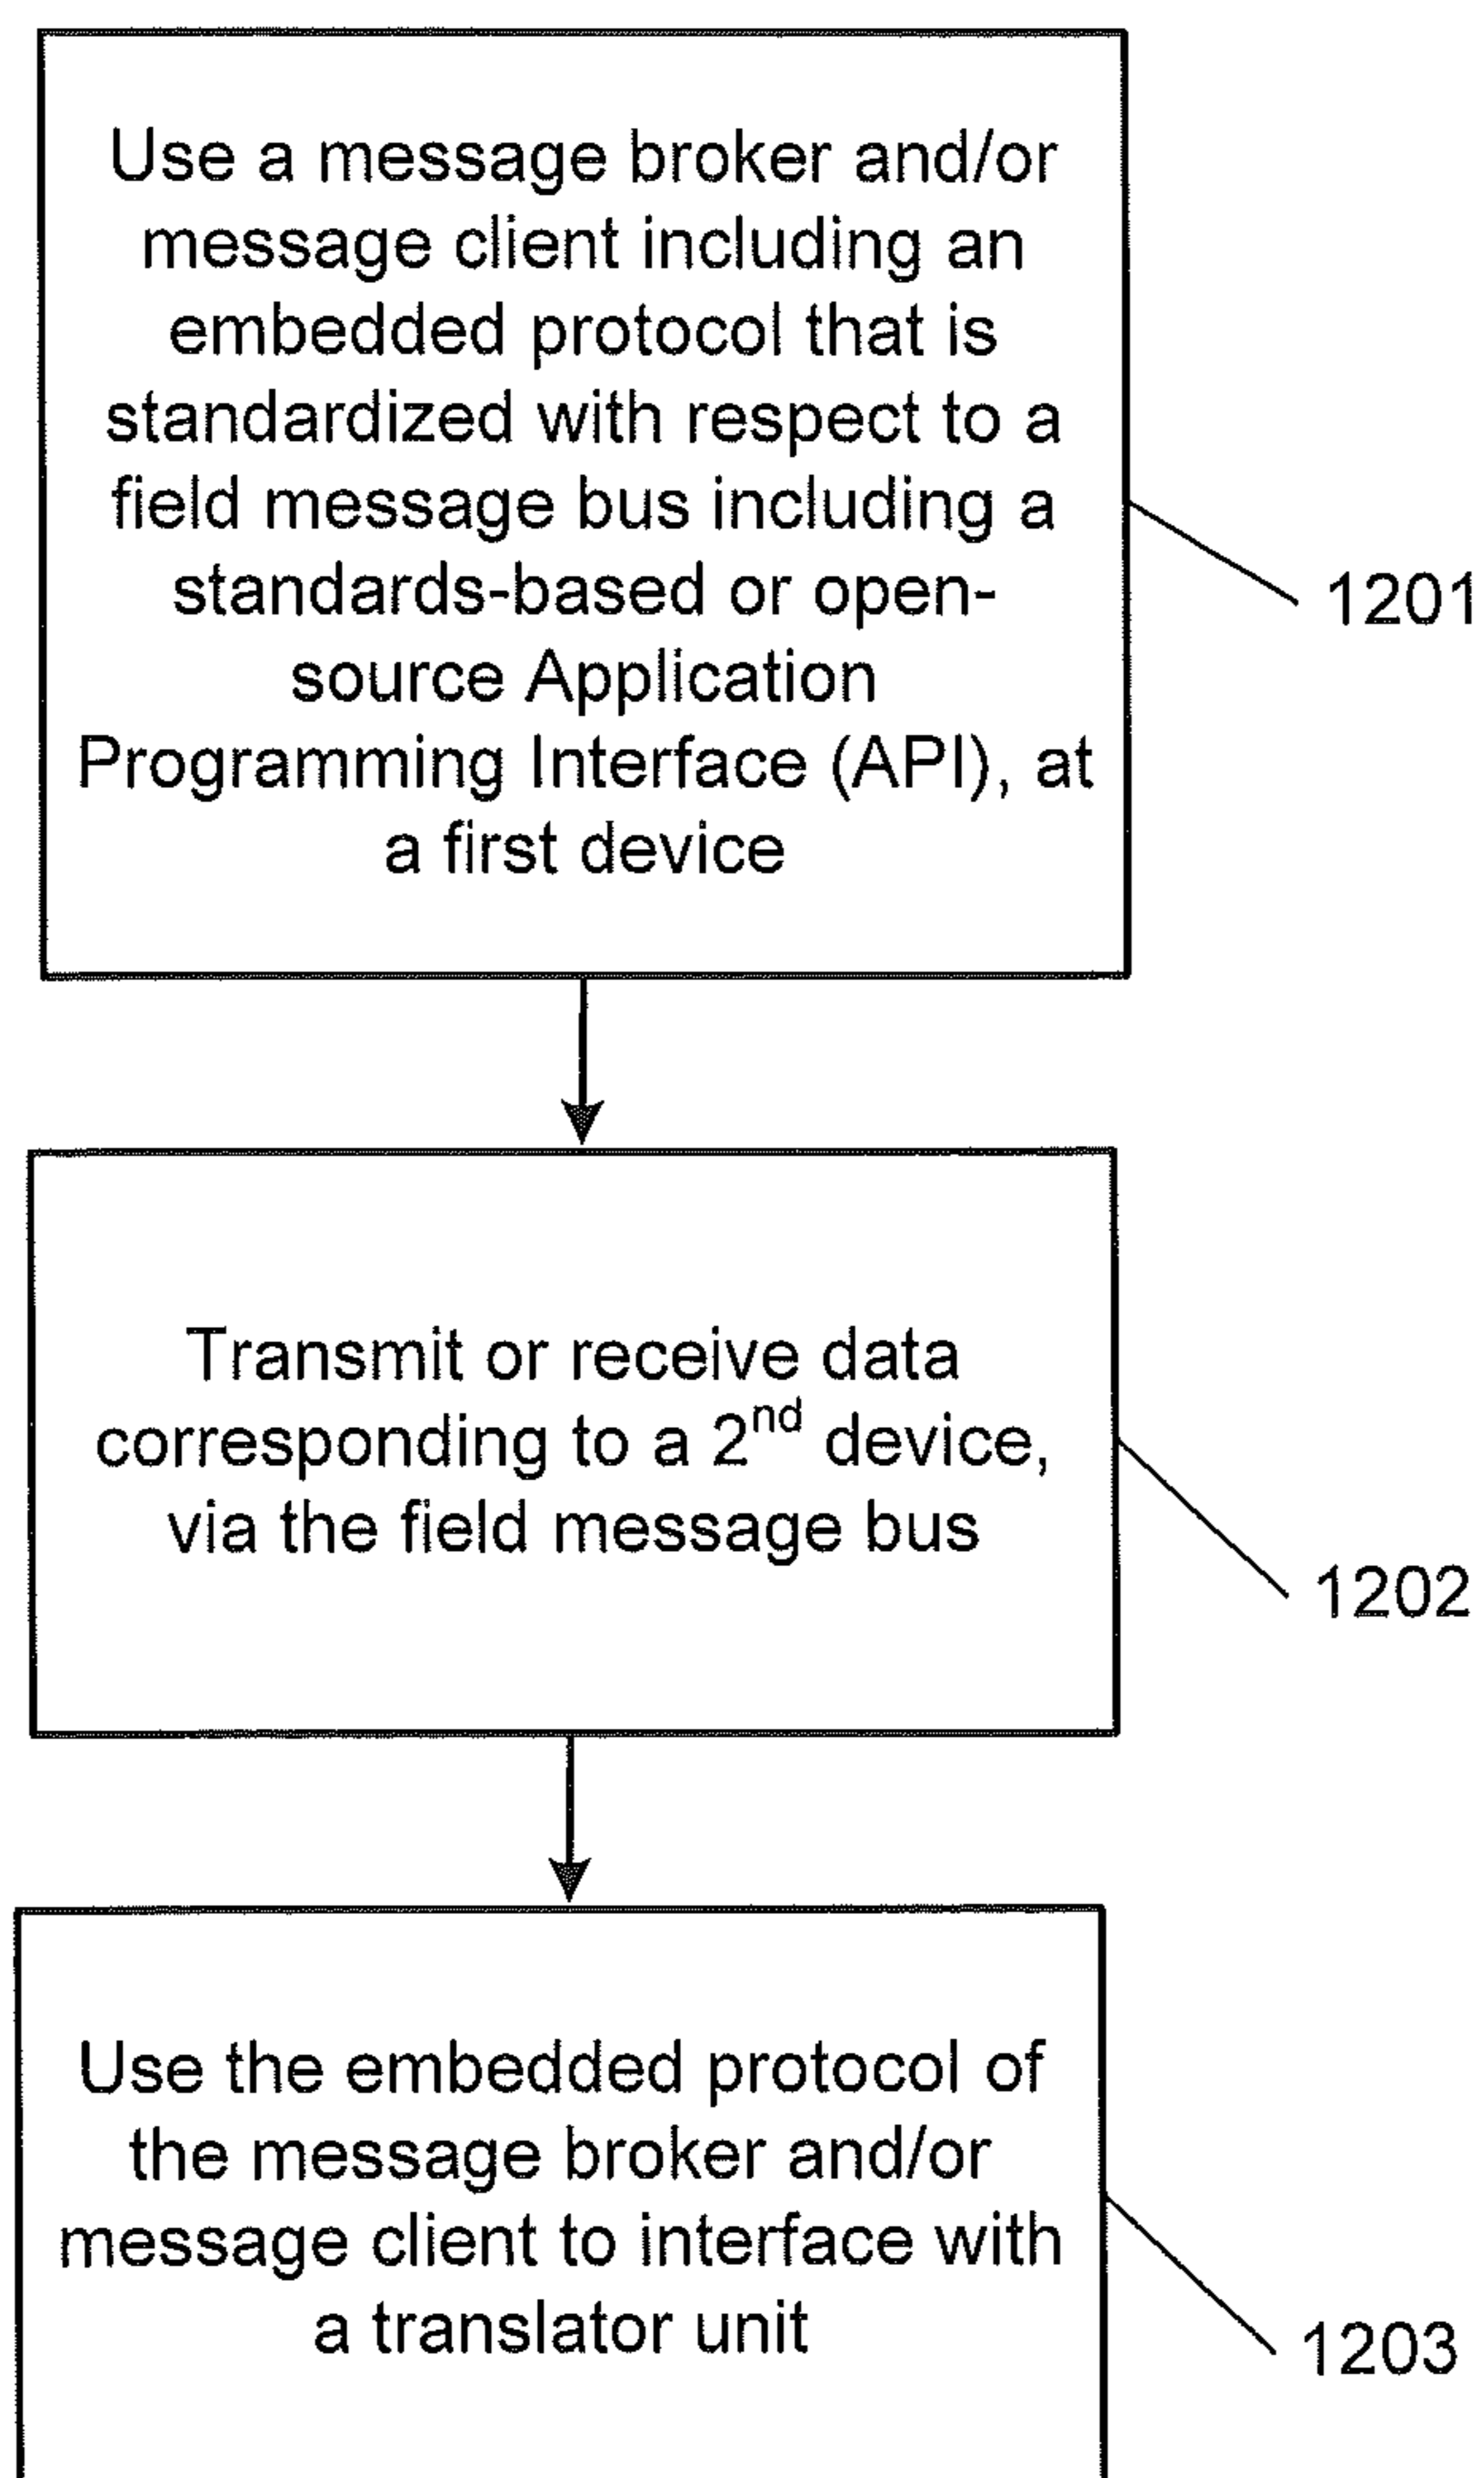 Use a message broker and/or
message client including an
embedded protocol that is
standardized with respect to a
field message bus including a
standards-based or open-
source Application
Programming Interface (API), at
a first device
1201
Transmit or receive data
corresponding to a 2nd device,
via the field message bus
1202
Use the embedded protocol of
the message broker and/or
message client to interface with
a translator unit
1203